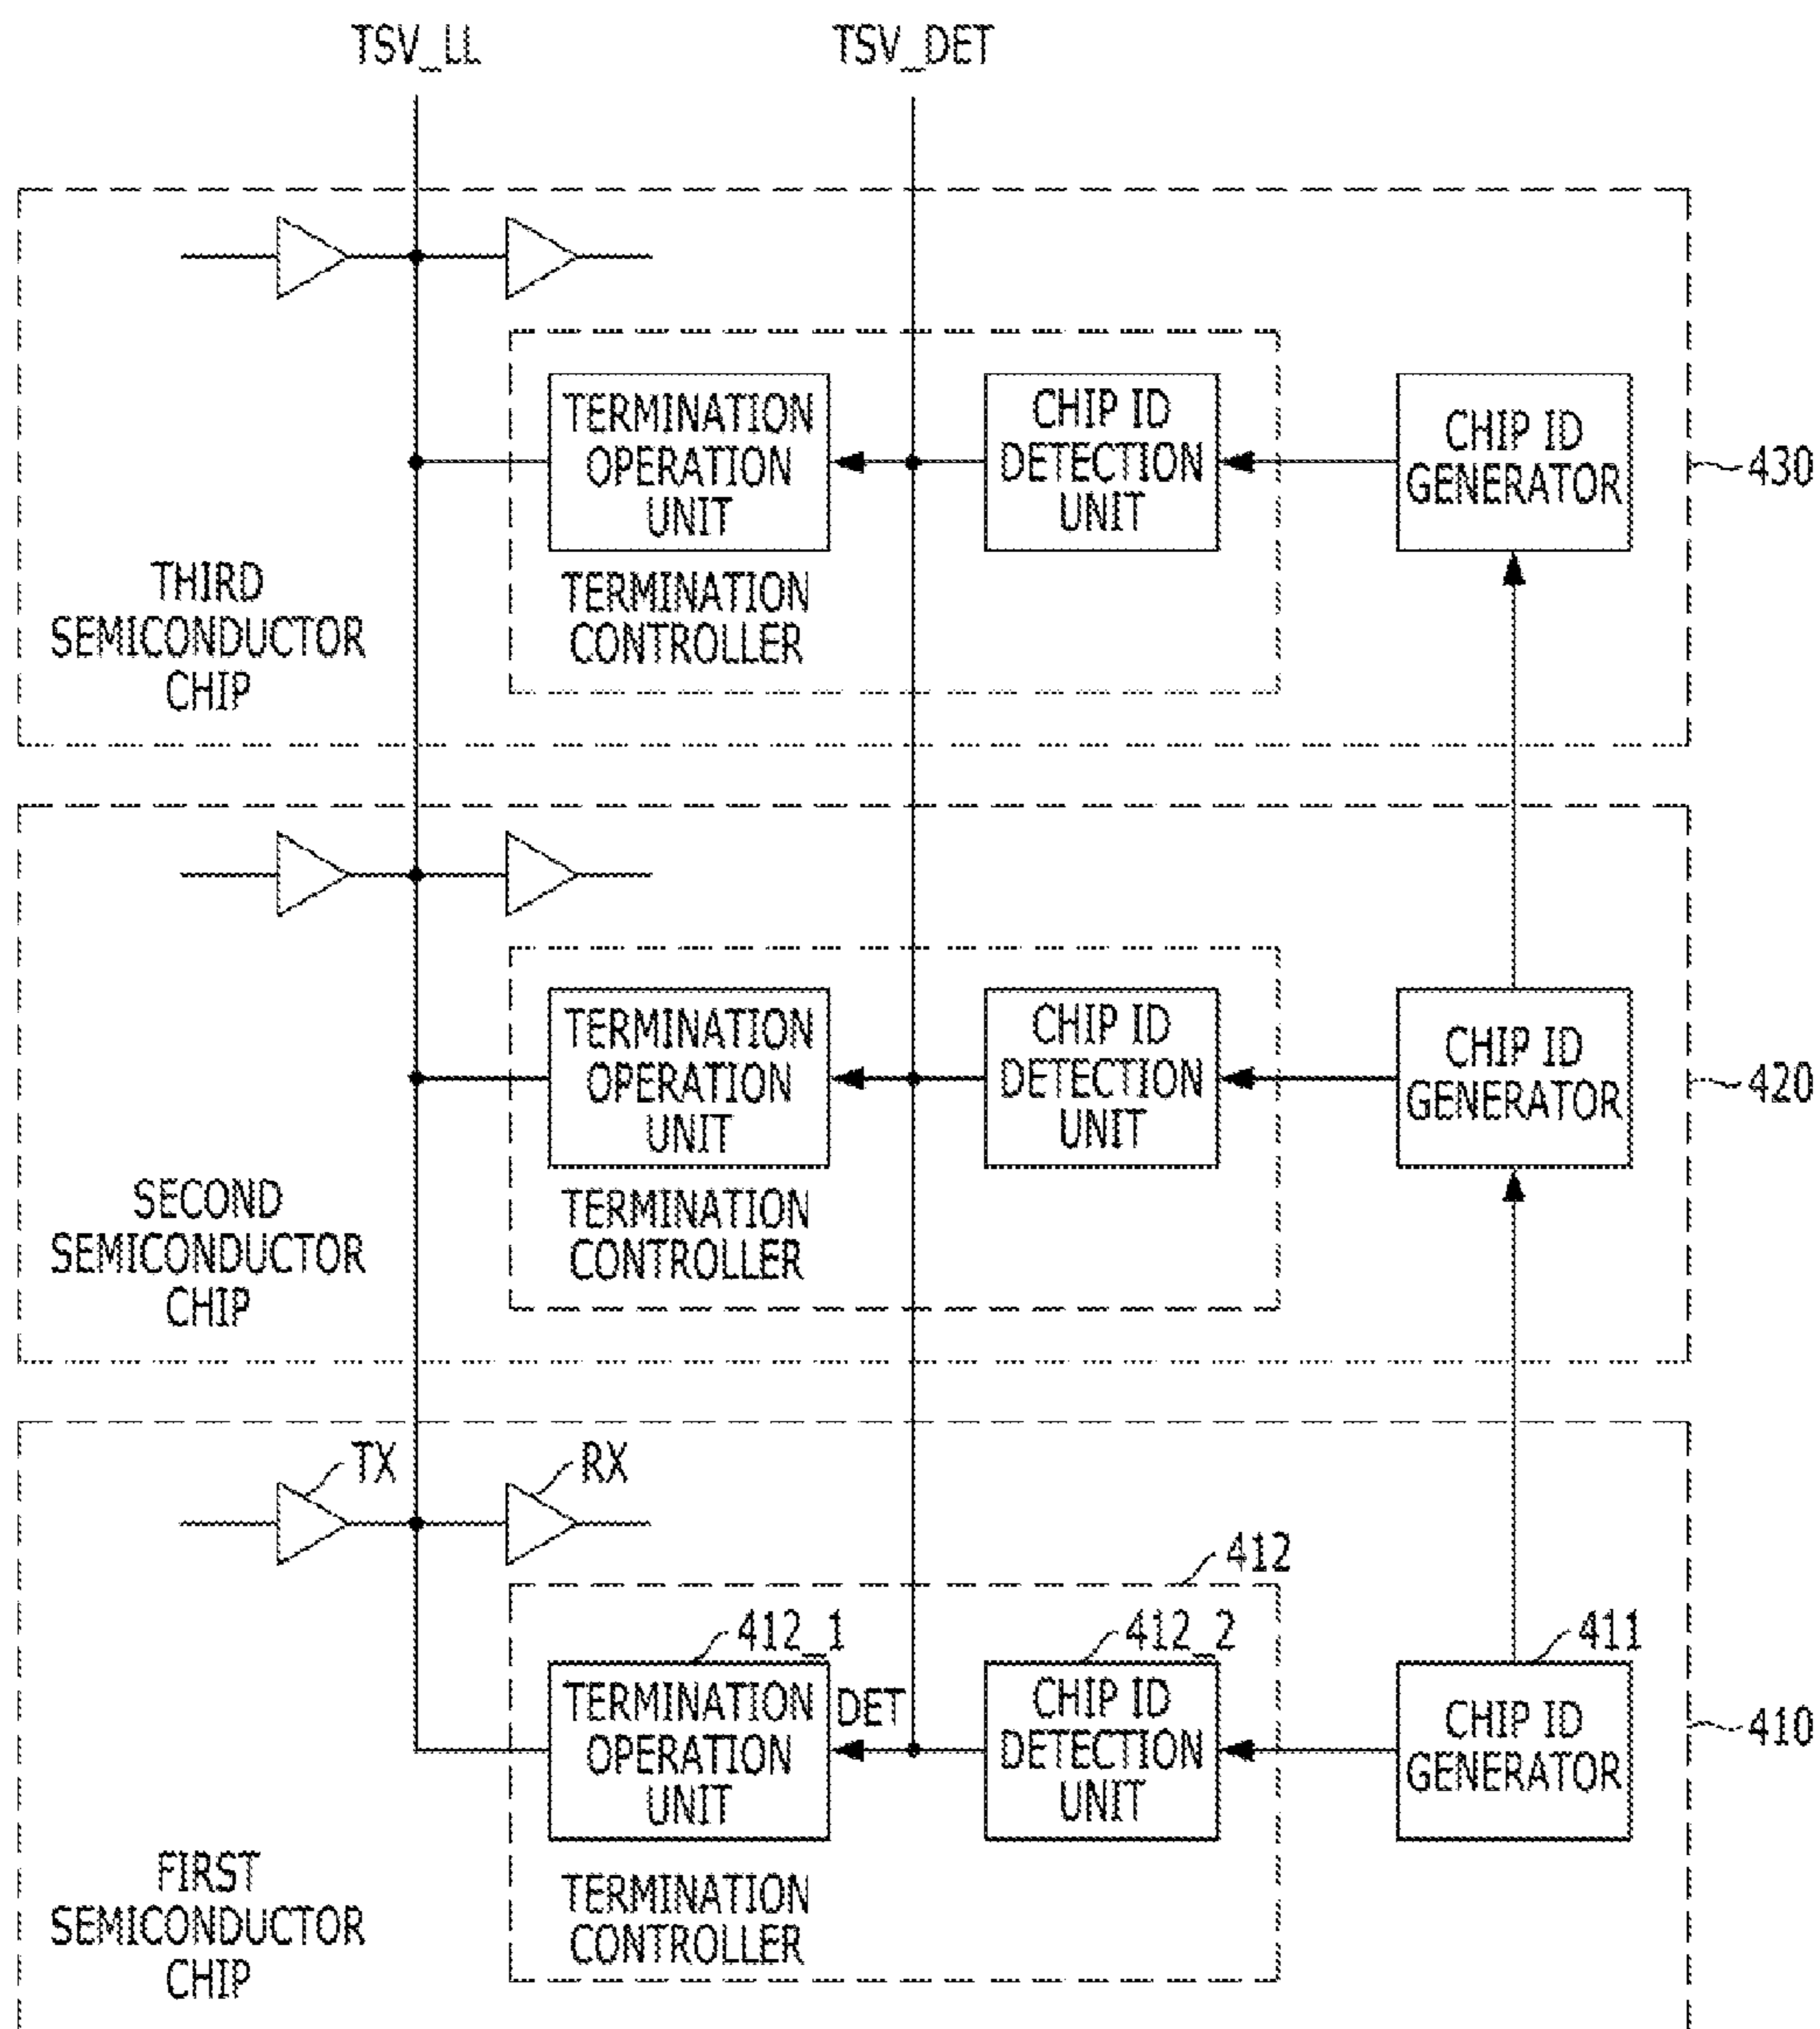 TSV_LL
TSV_DET
TERMINATION
OPERATION
UNIT
CHIP ID
DETECTION
UNIT
CHIP ID
GENERATOR
430
THIRD
SEMICONDUCTOR
CHIP
TERMINATION
CONTROLLER
TERMINATION
OPERATION
UNIT
CHIP ID
DETECTION
UNIT
CHIP ID
GENERATOR
420
SECOND
SEMICONDUCTOR
CHIP
TERMINATION
CONTROLLER
TX
RX
412
412_1
412_2
411
TERMINATION
OPERATION
UNIT
DET
CHIP ID
DETECTION
UNIT
CHIP ID
GENERATOR
410
FIRST
SEMICONDUCTOR
CHIP
TERMINATION
CONTROLLER